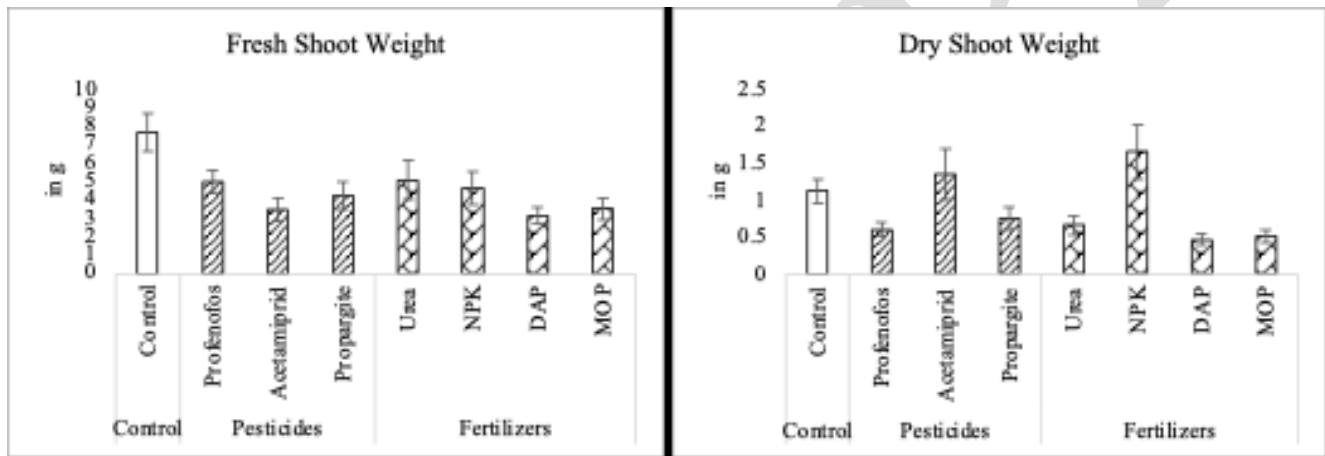 Fresh Shoot Weight
10
9
8
7
6
5
4
3
2
1
0
in g
Control
Profenofos
Acetamiprid
Propargite
Urea
NPK
DAP
MOP
Control
Pesticides
Fertilizers
Dry Shoot Weight
2.5
2
1.5
1
0.5
0
in g
Control
Profenofos
Acetamiprid
Propargite
Urea
NPK
DAP
MOP
Control
Pesticides
Fertilizers